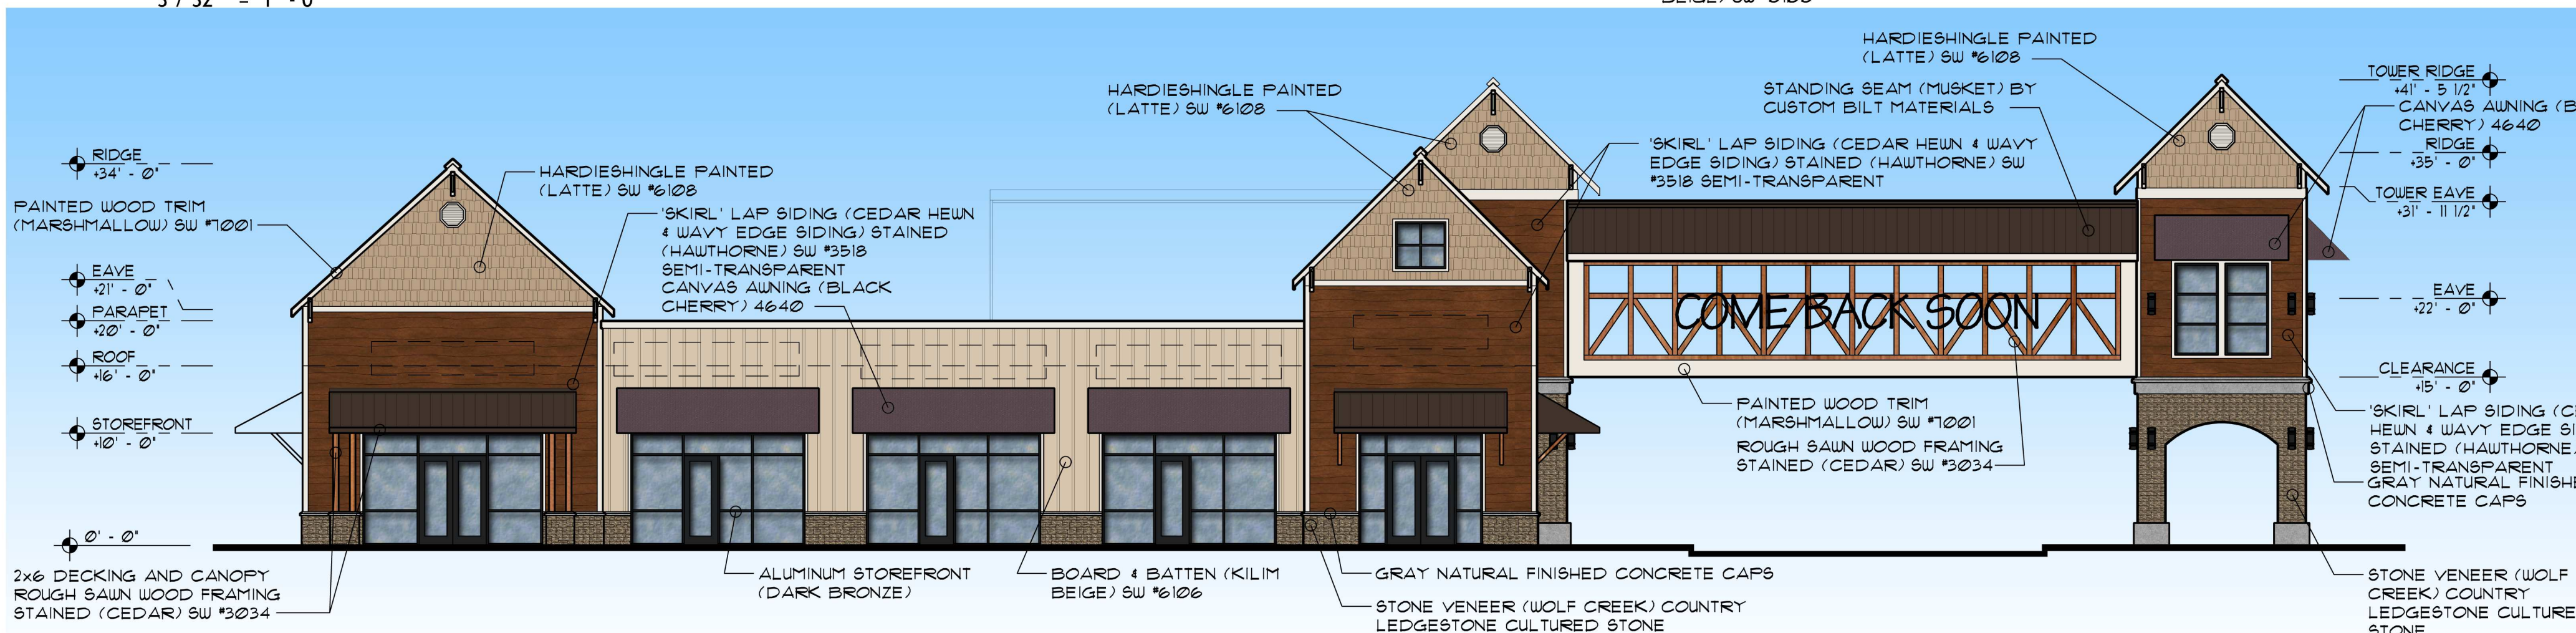 3 / 32" = 1' - 0"
HARDIESHINGLE PAINTED
(LATTE) SW #6108
TOWER RIDGE
+41' - 5 1/2"
STANDING SEAM (MUSKET) BY
CUSTOM BILT MATERIALS
HARDIESHINGLE PAINTED
(LATTE) SW #6108
CANVAS AWNING (B
CHERRY) 4640
RIDGE
+35' - 0"
'SKIRL' LAP SIDING (CEDAR HEWN & WAVY
EDGE SIDING) STAINED (HAWTHORNE) SW
#3518 SEMI-TRANSPARENT
RIDGE
+34' - 0"
HARDIESHINGLE PAINTED
(LATTE) SW #6108
TOWER EAVE
+31' - 11 1/2"
PAINTED WOOD TRIM
(MARSHMALLOW) SW #7001
'SKIRL' LAP SIDING (CEDAR HEWN
& WAVY EDGE SIDING) STAINED
(HAWTHORNE) SW #3518
SEMI-TRANSPARENT
CANVAS AWNING (BLACK
CHERRY) 4640
EAVE
+21' - 0"
PARAPET
+20' - 0"
ROOF
+16' - 0"
STOREFRONT
+10' - 0"
0' - 0"
COME BACK SOON
EAVE
+22' - 0"
CLEARANCE
+15' - 0"
PAINTED WOOD TRIM
(MARSHMALLOW) SW #7001
ROUGH SAWN WOOD FRAMING
STAINED (CEDAR) SW #3034
'SKIRL' LAP SIDING (C
HEWN & WAVY EDGE SI
STAINED (HAWTHORNE)
SEMI-TRANSPARENT
GRAY NATURAL FINISHE
CONCRETE CAPS
2x6 DECKING AND CANOPY
ROUGH SAWN WOOD FRAMING
STAINED (CEDAR) SW #3034
ALUMINUM STOREFRONT
(DARK BRONZE)
BOARD & BATTEN (KILIM
BEIGE) SW #6106
GRAY NATURAL FINISHED CONCRETE CAPS
STONE VENEER (WOLF CREEK) COUNTRY
LEDGESTONE CULTURED STONE
STONE VENEER (WOLF
CREEK) COUNTRY
LEDGESTONE CULTURE
STONE